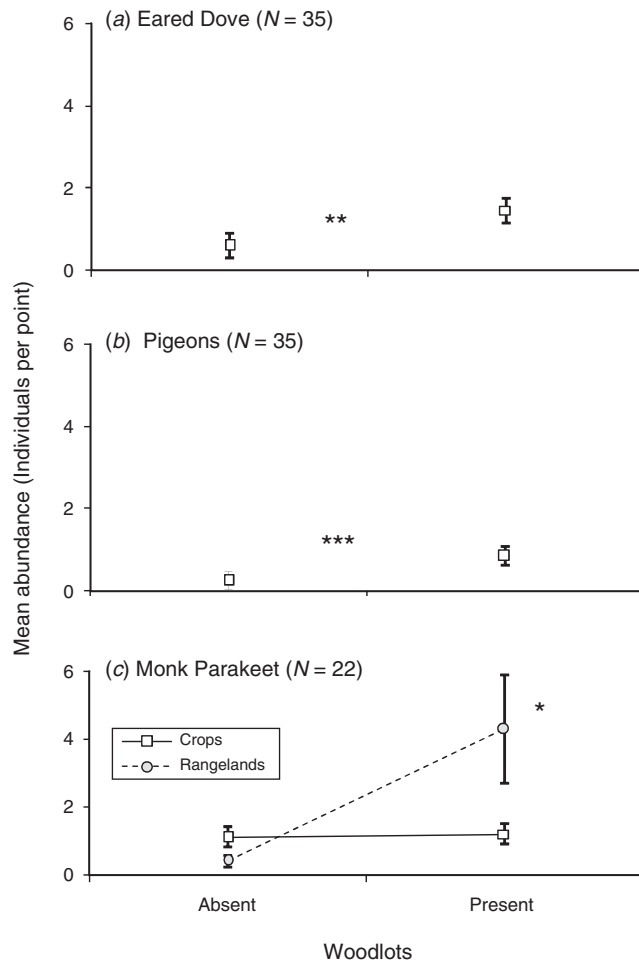 Mean abundance (Individuals per point)
(a) Eared Dove (N = 35)
6
4
2
0
**
(b) Pigeons (N = 35)
6
4
2
0
***
(c) Monk Parakeet (N = 22)
6
4
2
0
*
Crops
Rangelands
Absent Present
Woodlots